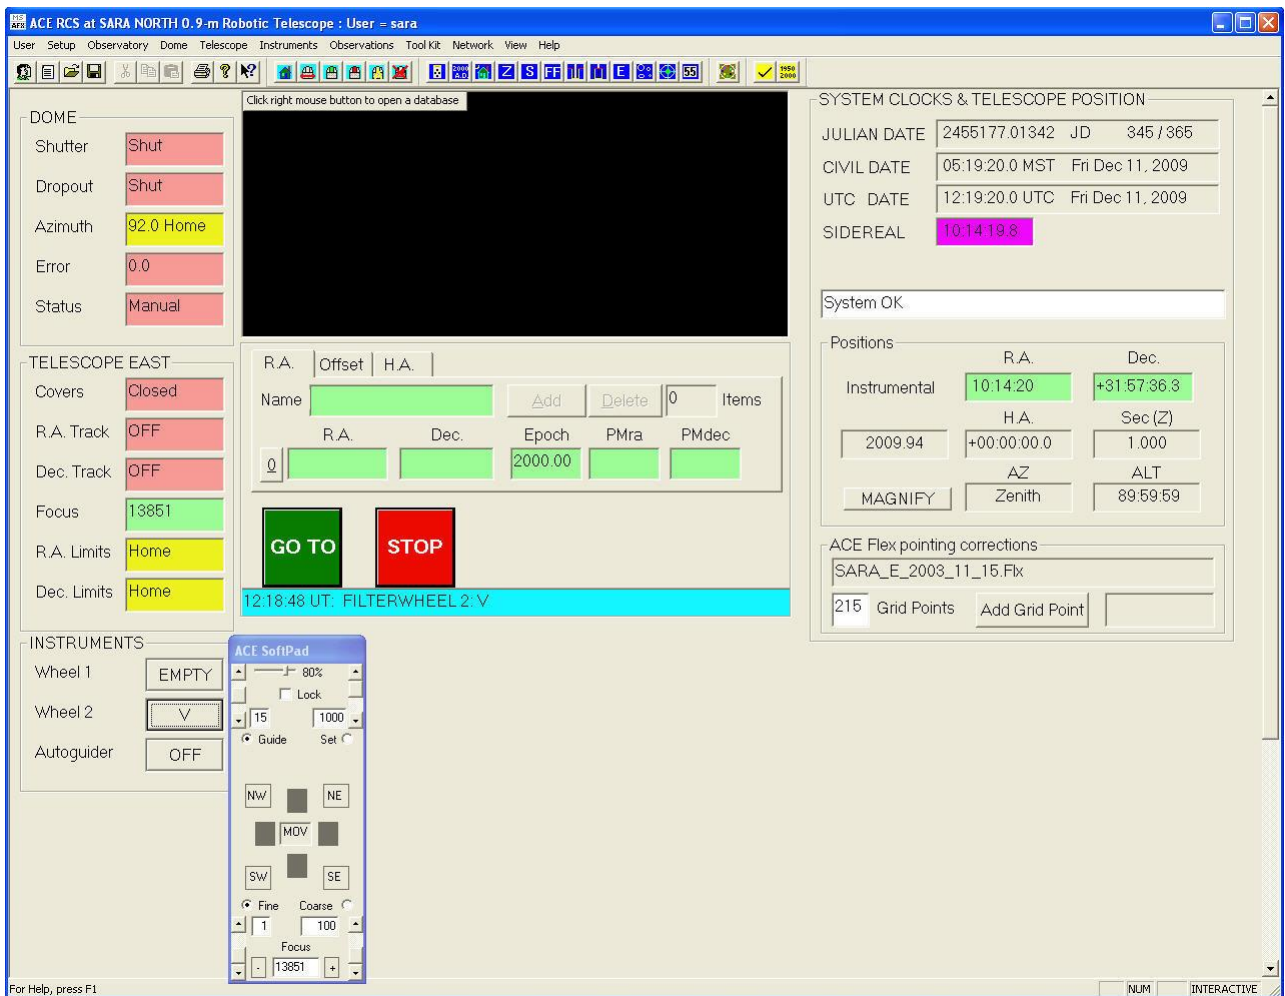 ACE RCS at SARA NORTH 0.9-m Robotic Telescope : User = sara
User Setup Observatory Dome Telescope Instruments Observations Tool Kit Network View Help
Click right mouse button to open a database
DOME
Shutter Shut
Dropout Shut
Azimuth 92.0 Home
Error 0.0
Status Manual
TELESCOPE EAST
Covers Closed
R.A. Track OFF
Dec. Track OFF
Focus 13851
R.A. Limits Home
Dec. Limits Home
INSTRUMENTS
Wheel 1 EMPTY
Wheel 2 V
Autoguider OFF
R.A. Offset H.A.
Name Add Delete 0 Items
R.A. Dec. Epoch PMra PMdec
0 2000.00
GO TO STOP
12:18:48 UT: FILTERWHEEL 2: V
ACE SoftPad
80%
Lock
15 1000
Guide Set
NW NE
MOV
SW SE
Fine Coarse
1 100
Focus
- 13851 +
SYSTEM CLOCKS & TELESCOPE POSITION
JULIAN DATE 2455177.01342 JD 345 / 365
CIVIL DATE 05:19:20.0 MST Fri Dec 11, 2009
UTC DATE 12:19:20.0 UTC Fri Dec 11, 2009
SIDEREAL 10:14:19.8
System OK
Positions
R.A. Dec.
Instrumental 10:14:20 +31:57:36.3
H.A. Sec (Z)
2009.94 +00:00:00.0 1.000
AZ ALT
MAGNIFY Zenith 89:59:59
ACE Flex pointing corrections
SARA_E_2003_11_15.Flx
215 Grid Points Add Grid Point
For Help, press F1
NUM INTERACTIVE